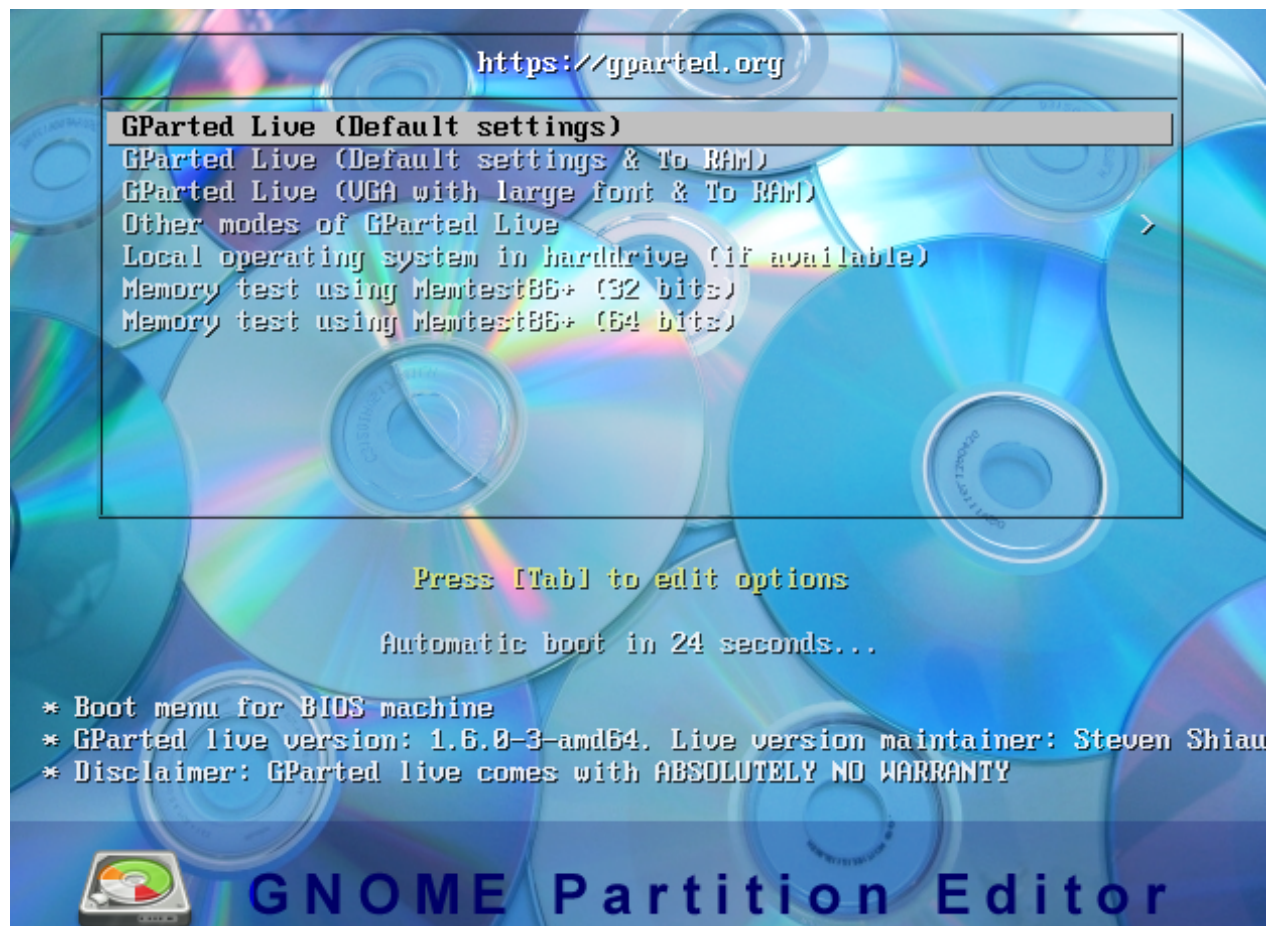 https://gparted.org
GParted Live (Default settings)
GParted Live (Default settings & To RAM)
GParted Live (VGA with large font & To RAM)
Other modes of GParted Live >
Local operating system in harddrive (if available)
Memory test using Memtest86+ (32 bits)
Memory test using Memtest86+ (64 bits)
Press [Tab] to edit options
Automatic boot in 24 seconds...
* Boot menu for BIOS machine
* GParted live version: 1.6.0-3-amd64. Live version maintainer: Steven Shiau
* Disclaimer: GParted live comes with ABSOLUTELY NO WARRANTY
GNOME Partition Editor